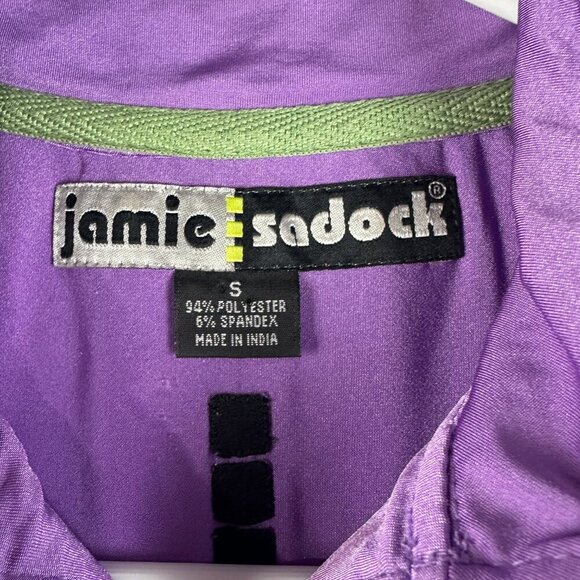 jamie sadock®
S
94% POLYESTER
6% SPANDEX
MADE IN INDIA